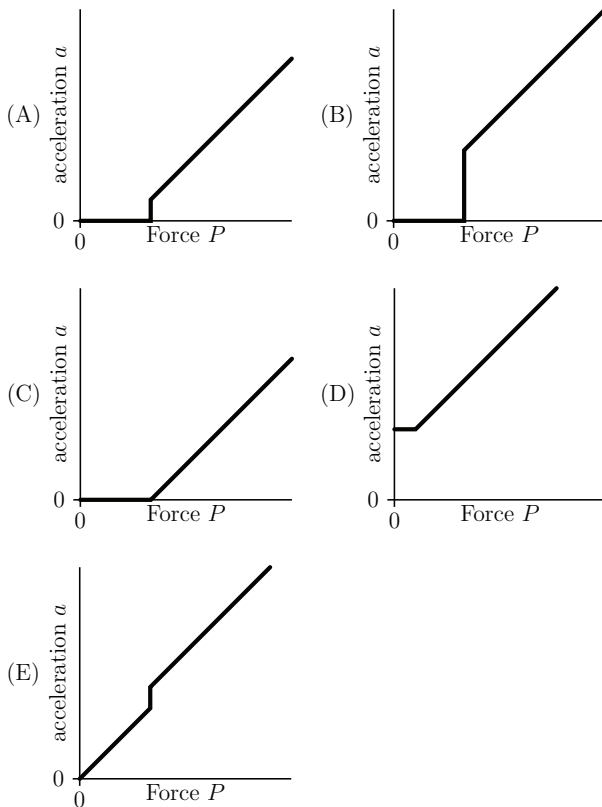 (A)
acceleration a
0
0
Force P
(B)
acceleration a
0
0
Force P
(C)
acceleration a
0
0
Force P
(D)
acceleration a
0
0
Force P
(E)
acceleration a
0
0
Force P